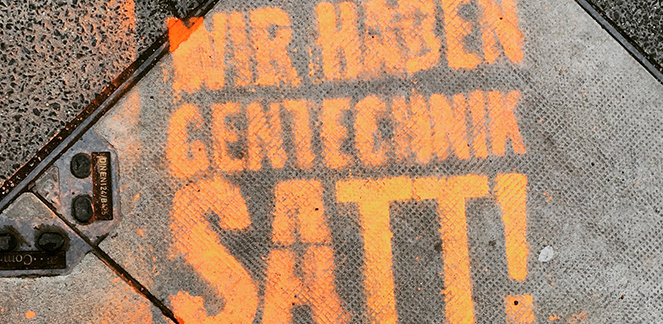 WIR HABEN
GENTECHNIK
SATT!